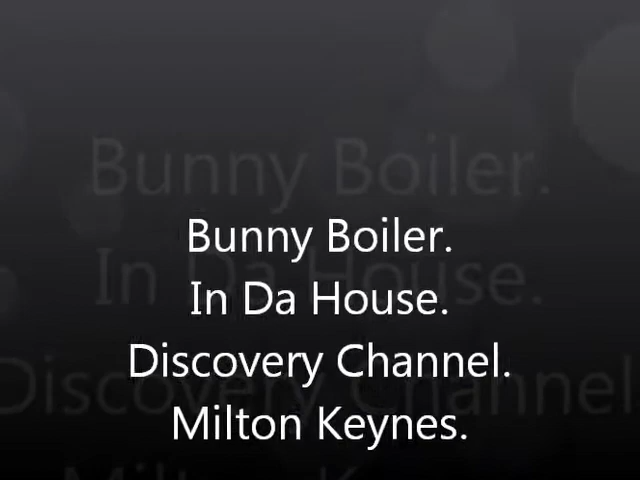 Bunny Boiler.
In Da House.
Discovery Channel.
Milton Keynes.